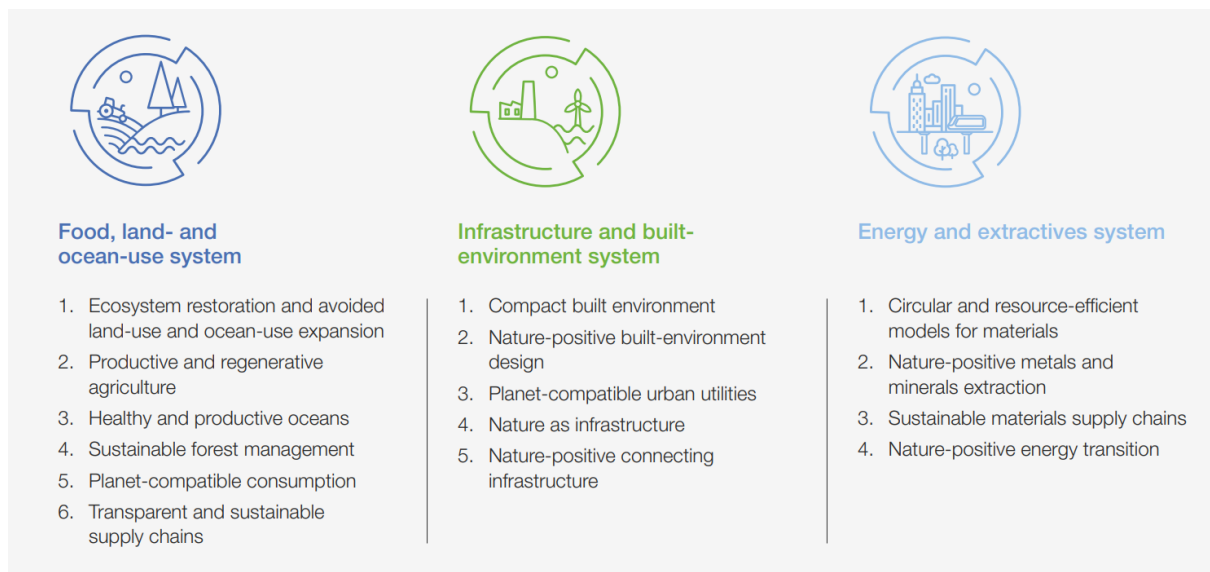 Food, land- and
ocean-use system
1. Ecosystem restoration and avoided
land-use and ocean-use expansion
2. Productive and regenerative
agriculture
3. Healthy and productive oceans
4. Sustainable forest management
5. Planet-compatible consumption
6. Transparent and sustainable
supply chains
Infrastructure and built-
environment system
1. Compact built environment
2. Nature-positive built-environment
design
3. Planet-compatible urban utilities
4. Nature as infrastructure
5. Nature-positive connecting
infrastructure
Energy and extractives system
1. Circular and resource-efficient
models for materials
2. Nature-positive metals and
minerals extraction
3. Sustainable materials supply chains
4. Nature-positive energy transition